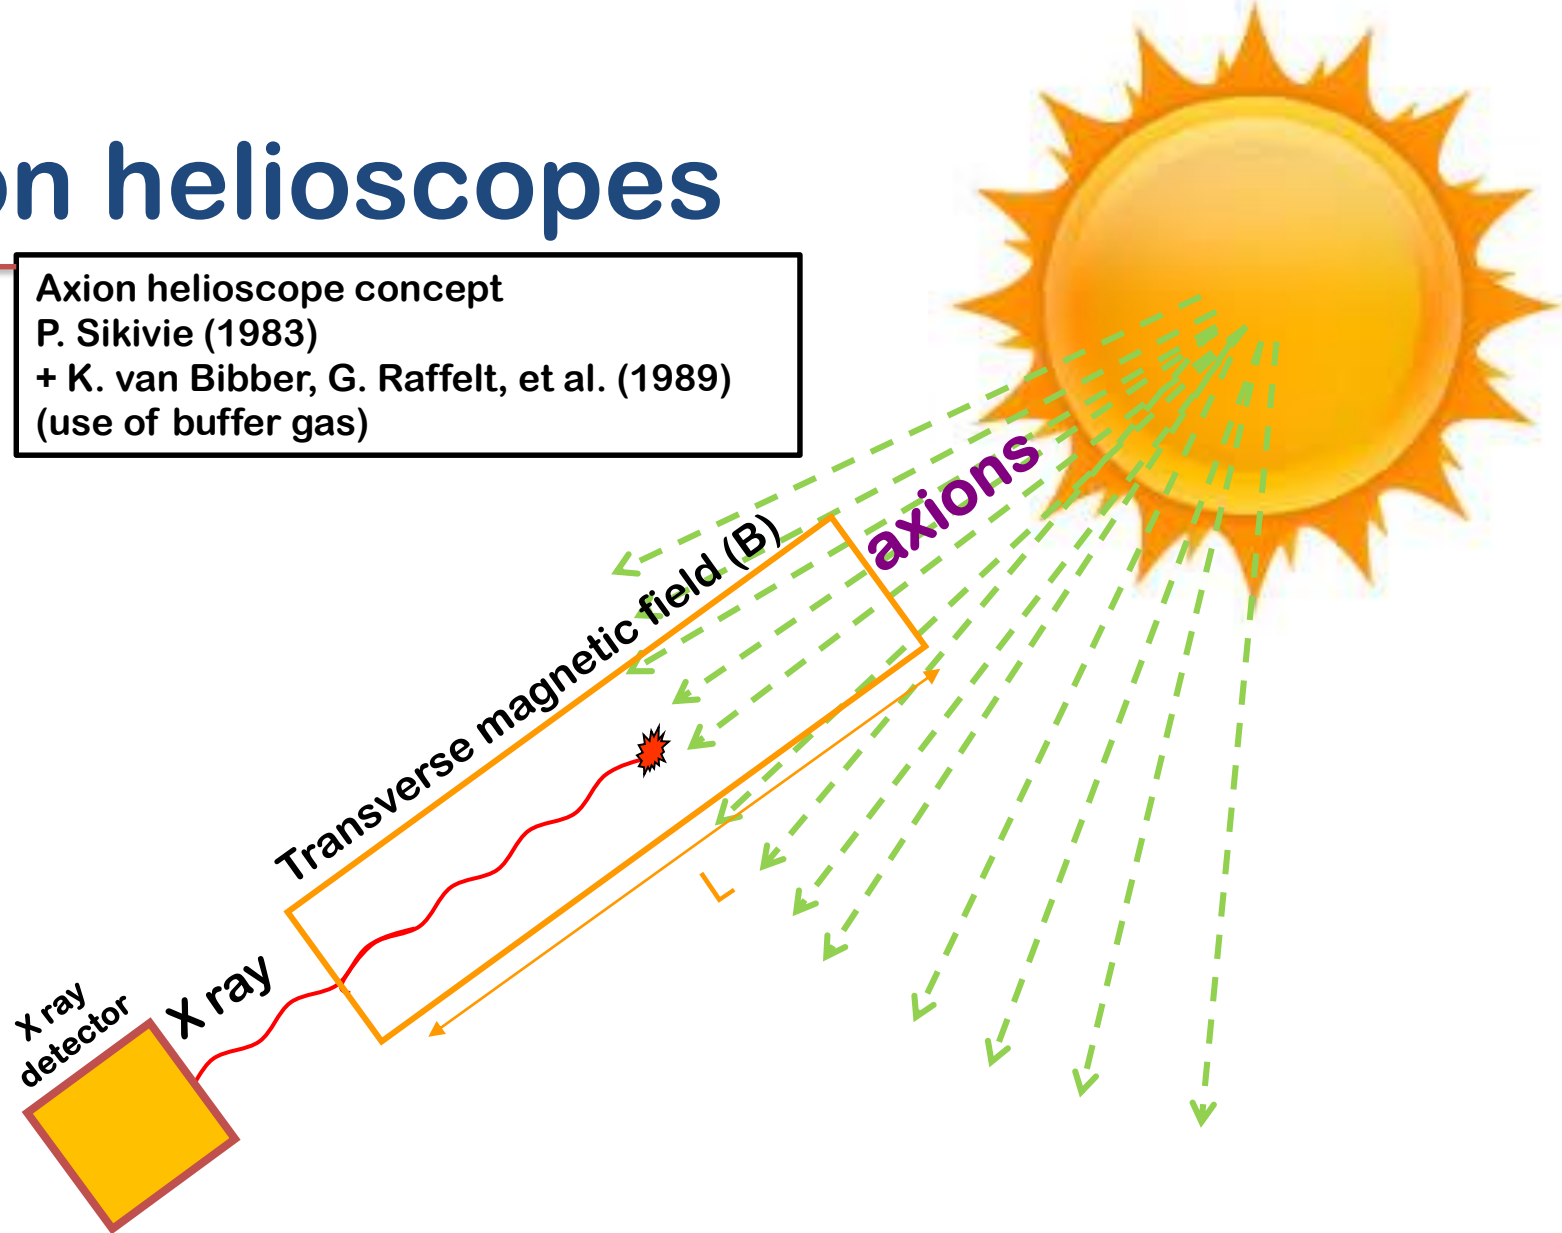 on helioscopes
Axion helioscope concept
P. Sikivie (1983)
+ K. van Bibber, G. Raffelt, et al. (1989)
(use of buffer gas)
axions
Transverse magnetic field (B)
L
X ray
X ray
detector